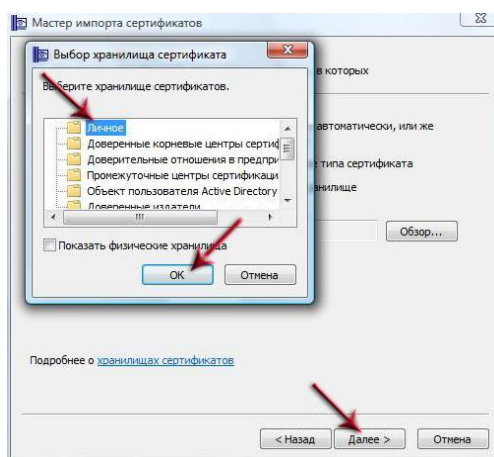 Мастер импорта сертификатов
Выбор хранилища сертификата
в которых
Выберите хранилище сертификатов.
Личное
автоматически, или же
Доверенные корневые центры сертиф
Доверительные отношения в предпри
типа сертификата
Промежуточные центры сертификаци
Объект пользователя Active Directory
Доверенные издатели
Обзор...
Показать физические хранилища
OK
Отмена
Подробнее о хранилищах сертификатов
< Назад
Далее >
Отмена